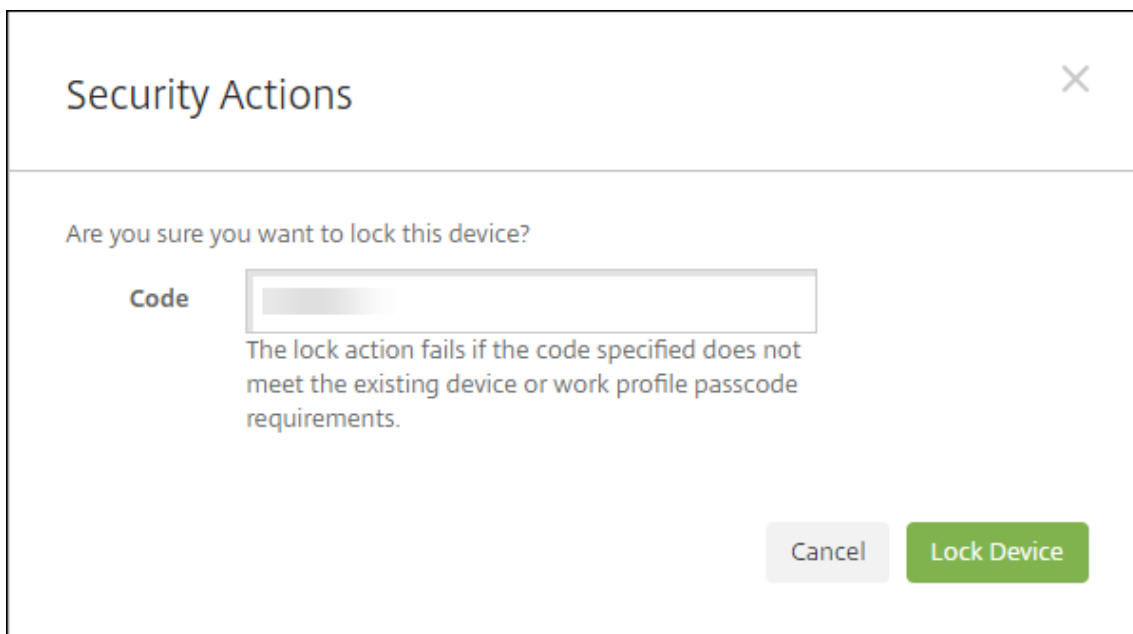 Security Actions
Are you sure you want to lock this device?
Code
The lock action fails if the code specified does not
meet the existing device or work profile passcode
requirements.
Cancel
Lock Device